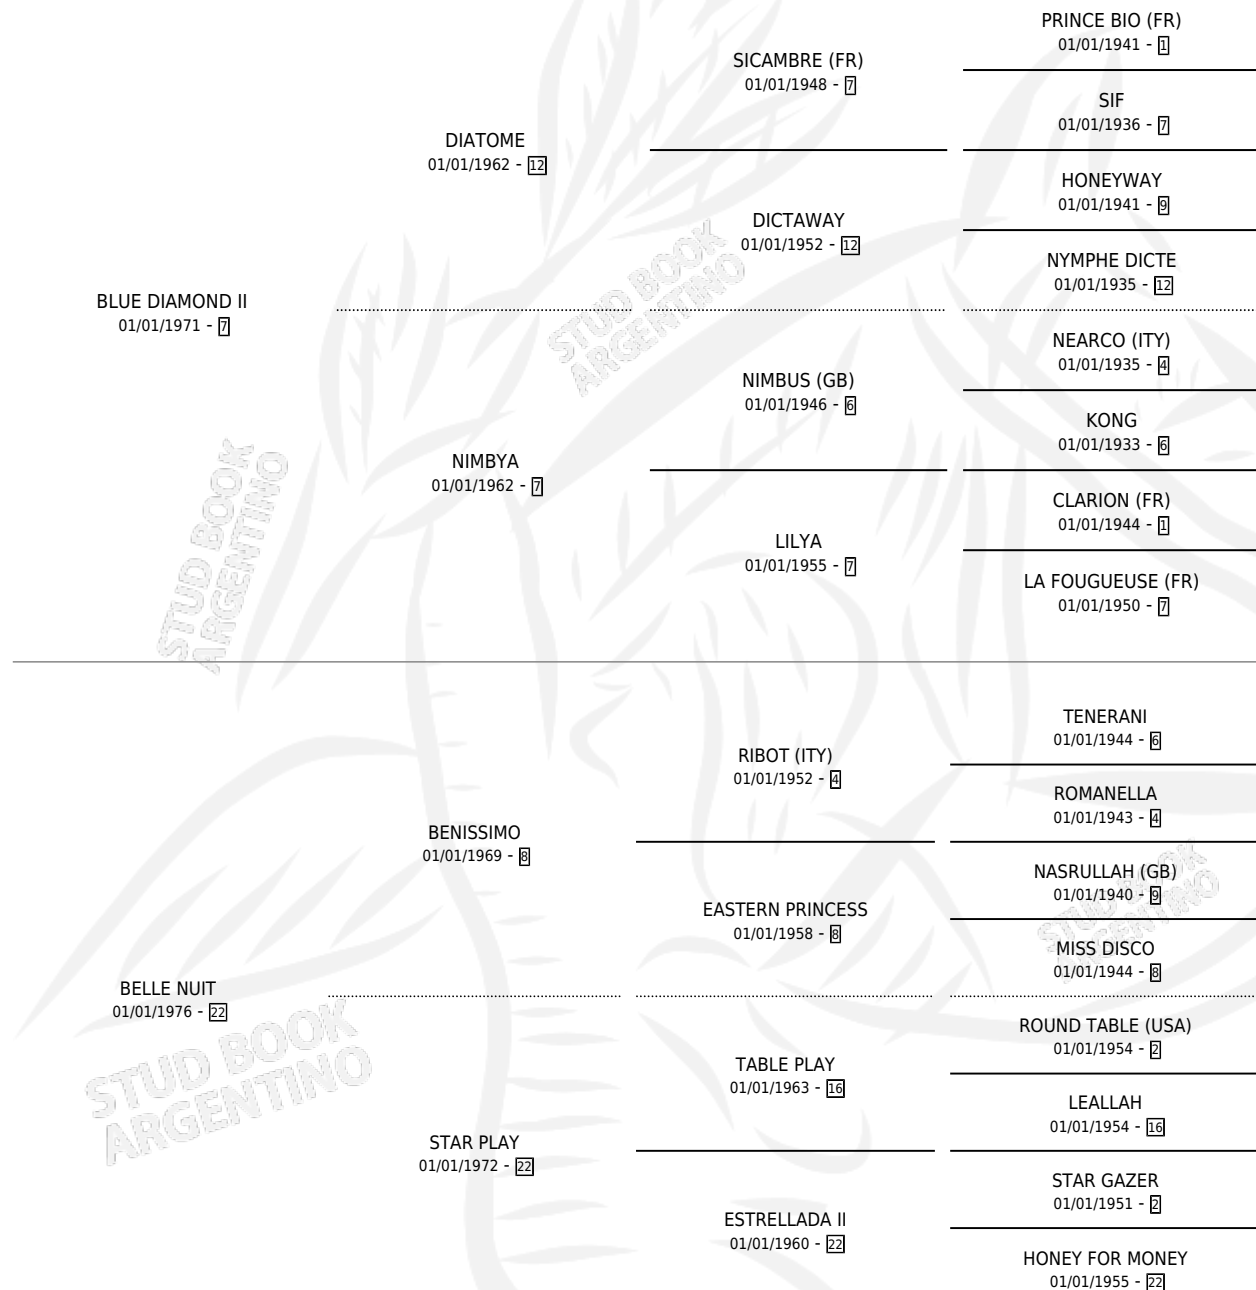 PRINCE BIO (FR)
01/01/1941 - 1
SICAMBRE (FR)
01/01/1948 - 7
SIF
01/01/1936 - 7
DIATOME
01/01/1962 - 12
HONEYWAY
01/01/1941 - 9
DICTAWAY
01/01/1952 - 12
NYMPHE DICTE
01/01/1935 - 12
BLUE DIAMOND II
01/01/1971 - 7
STUD BOOK
ARGENTINO
NEARCO (ITY)
01/01/1935 - 4
NIMBUS (GB)
01/01/1946 - 6
KONG
01/01/1933 - 6
NIMBYA
01/01/1962 - 7
CLARION (FR)
01/01/1944 - 1
LILYA
01/01/1955 - 7
LA FOUGUEUSE (FR)
01/01/1950 - 7
STUD BOOK
ARGENTINO
TENERANI
01/01/1944 - 6
RIBOT (ITY)
01/01/1952 - 4
ROMANELLA
01/01/1943 - 4
BENISSIMO
01/01/1969 - 8
NASRULLAH (GB)
01/01/1940 - 9
EASTERN PRINCESS
01/01/1958 - 8
MISS DISCO
01/01/1944 - 8
STUD BOOK
ARGENTINO
BELLE NUIT
01/01/1976 - 22
ROUND TABLE (USA)
01/01/1954 - 2
TABLE PLAY
01/01/1963 - 16
LEALLAH
01/01/1954 - 16
STUD BOOK
ARGENTINO
STAR PLAY
01/01/1972 - 22
STAR GAZER
01/01/1951 - 2
ESTRELLADA II
01/01/1960 - 22
HONEY FOR MONEY
01/01/1955 - 22